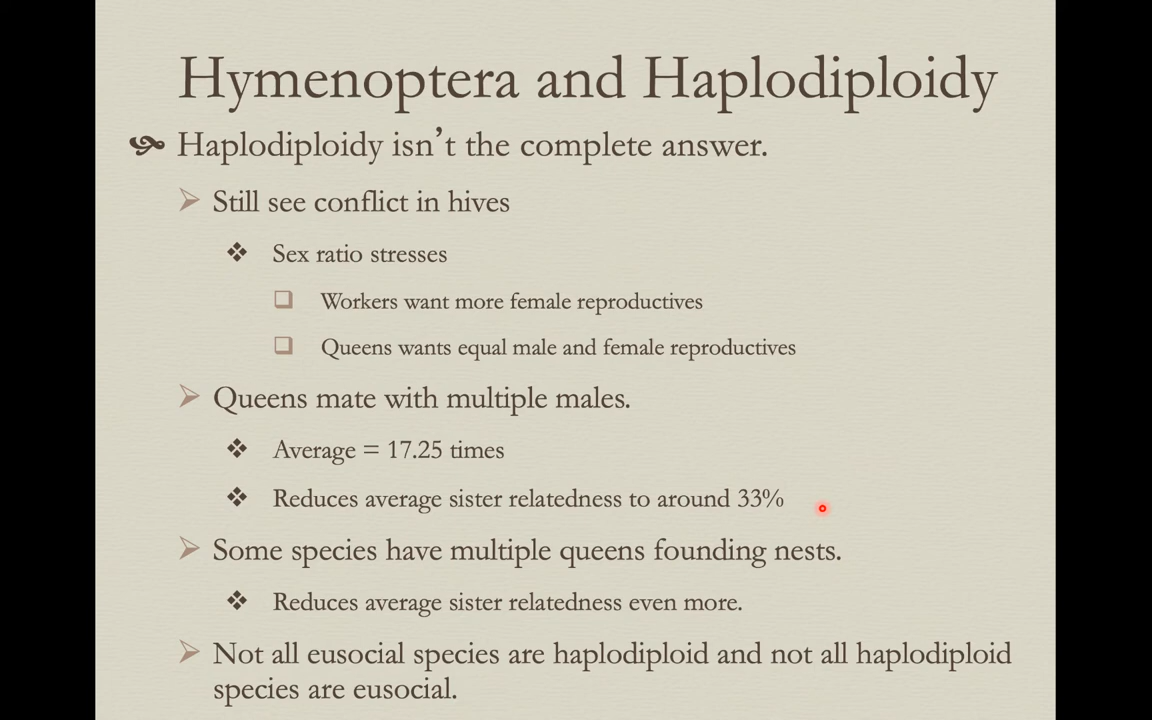 Hymenoptera and Haplodiploidy
Haplodiploidy isn’t the complete answer.
Still see conflict in hives
Sex ratio stresses
Workers want more female reproductives
Queens wants equal male and female reproductives
Queens mate with multiple males.
Average = 17.25 times
Reduces average sister relatedness to around 33%
Some species have multiple queens founding nests.
Reduces average sister relatedness even more.
Not all eusocial species are haplodiploid and not all haplodiploid
species are eusocial.